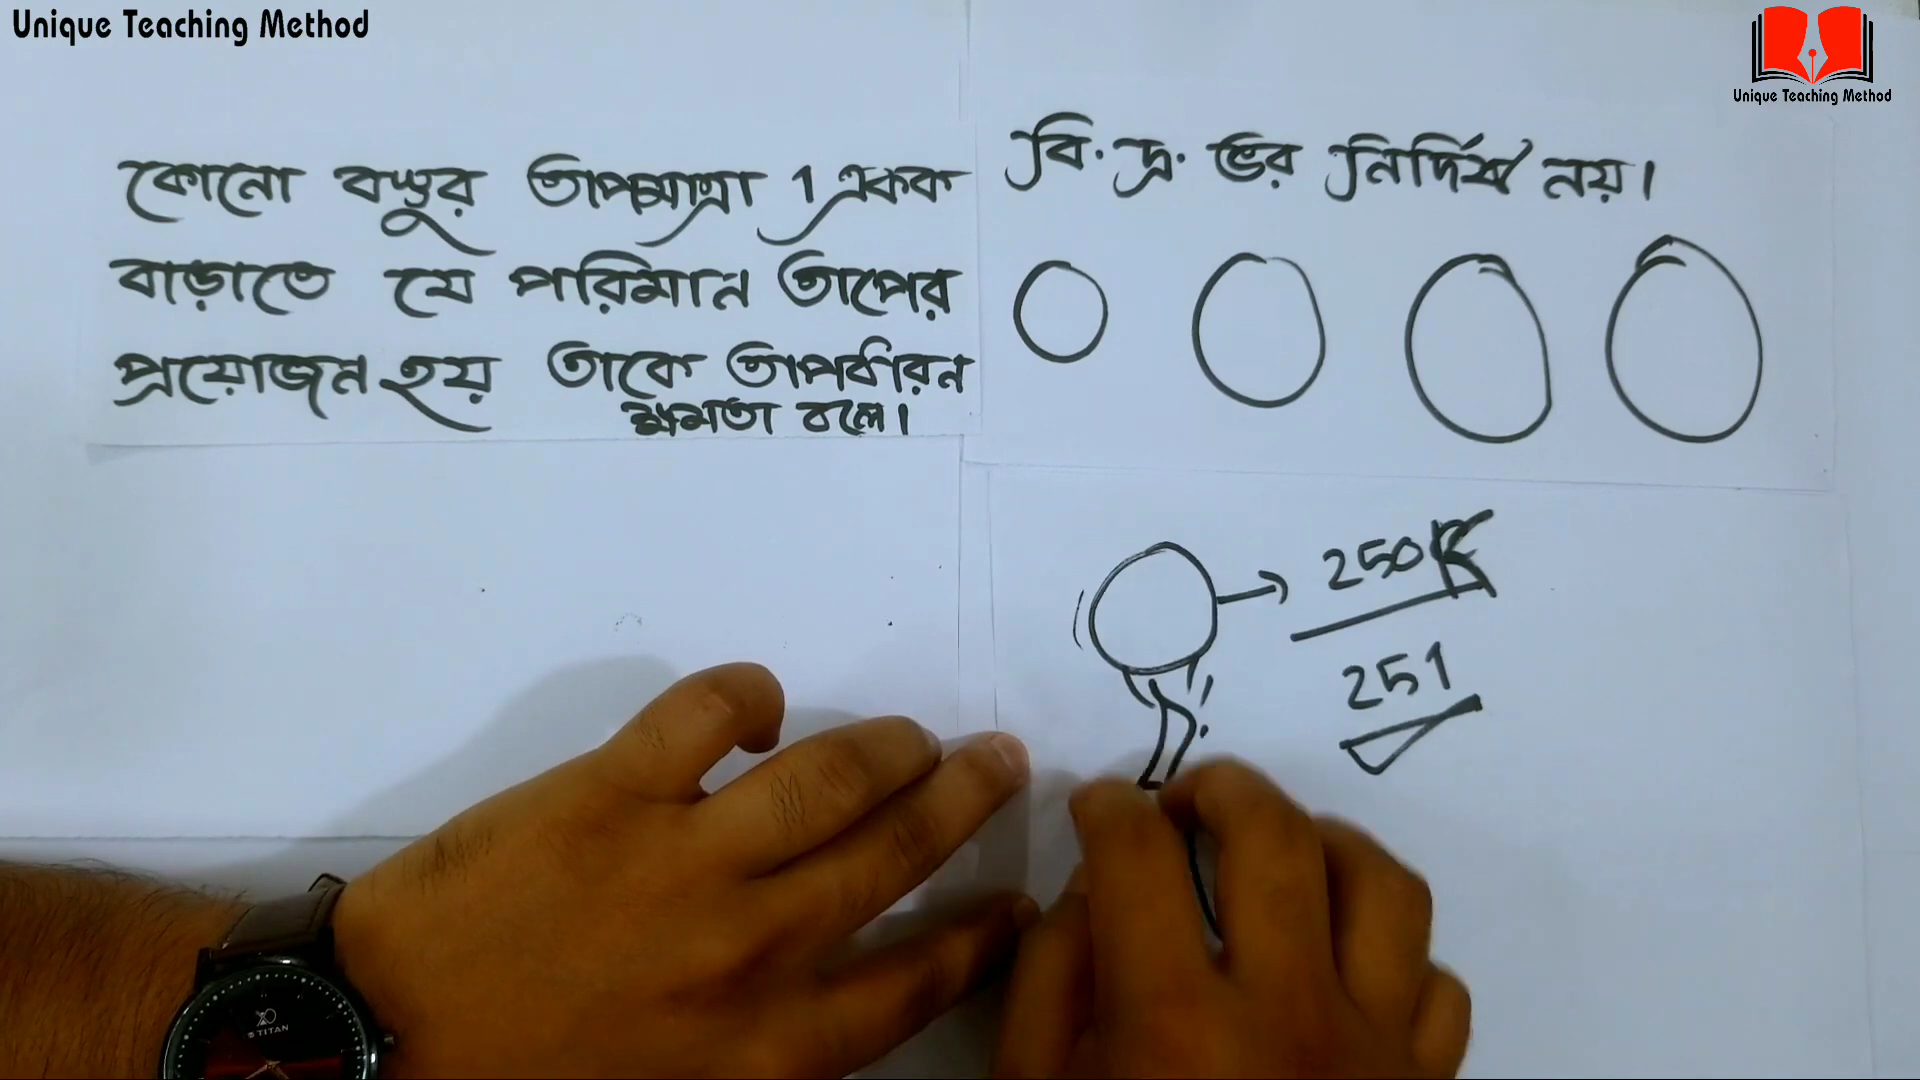 Unique Teaching Method
Unique Teaching Method
কোনো বস্তুর তাপমাত্রা 1 একক
বাড়াতে যে পরিমান তাপের
প্রয়োজন হয় তাকে তাপধারন
ক্ষমতা বলে।
বি. দ্র. ভর নির্দিষ্ট নয়।
250K
251
TITAN